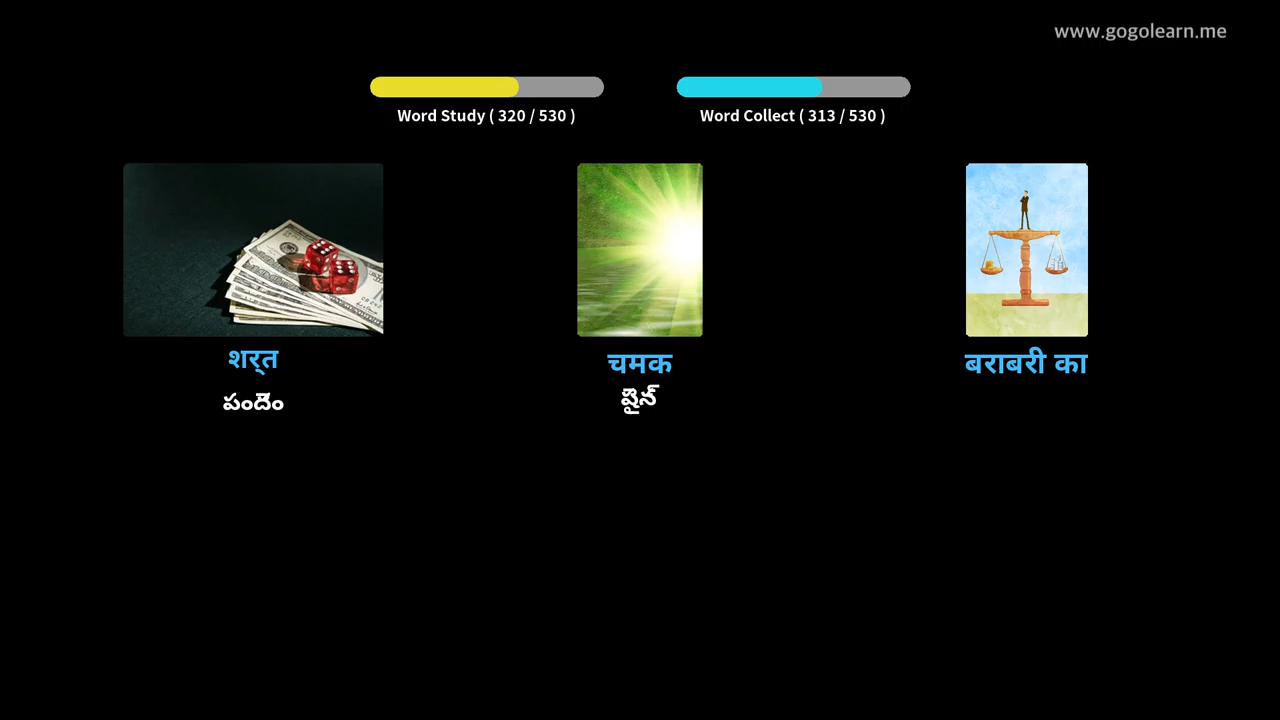 www.gogolearn.me
Word Study ( 320 / 530 )
Word Collect ( 313 / 530 )
शर्त
పందెం
चमक
షైన్
बराबरी का